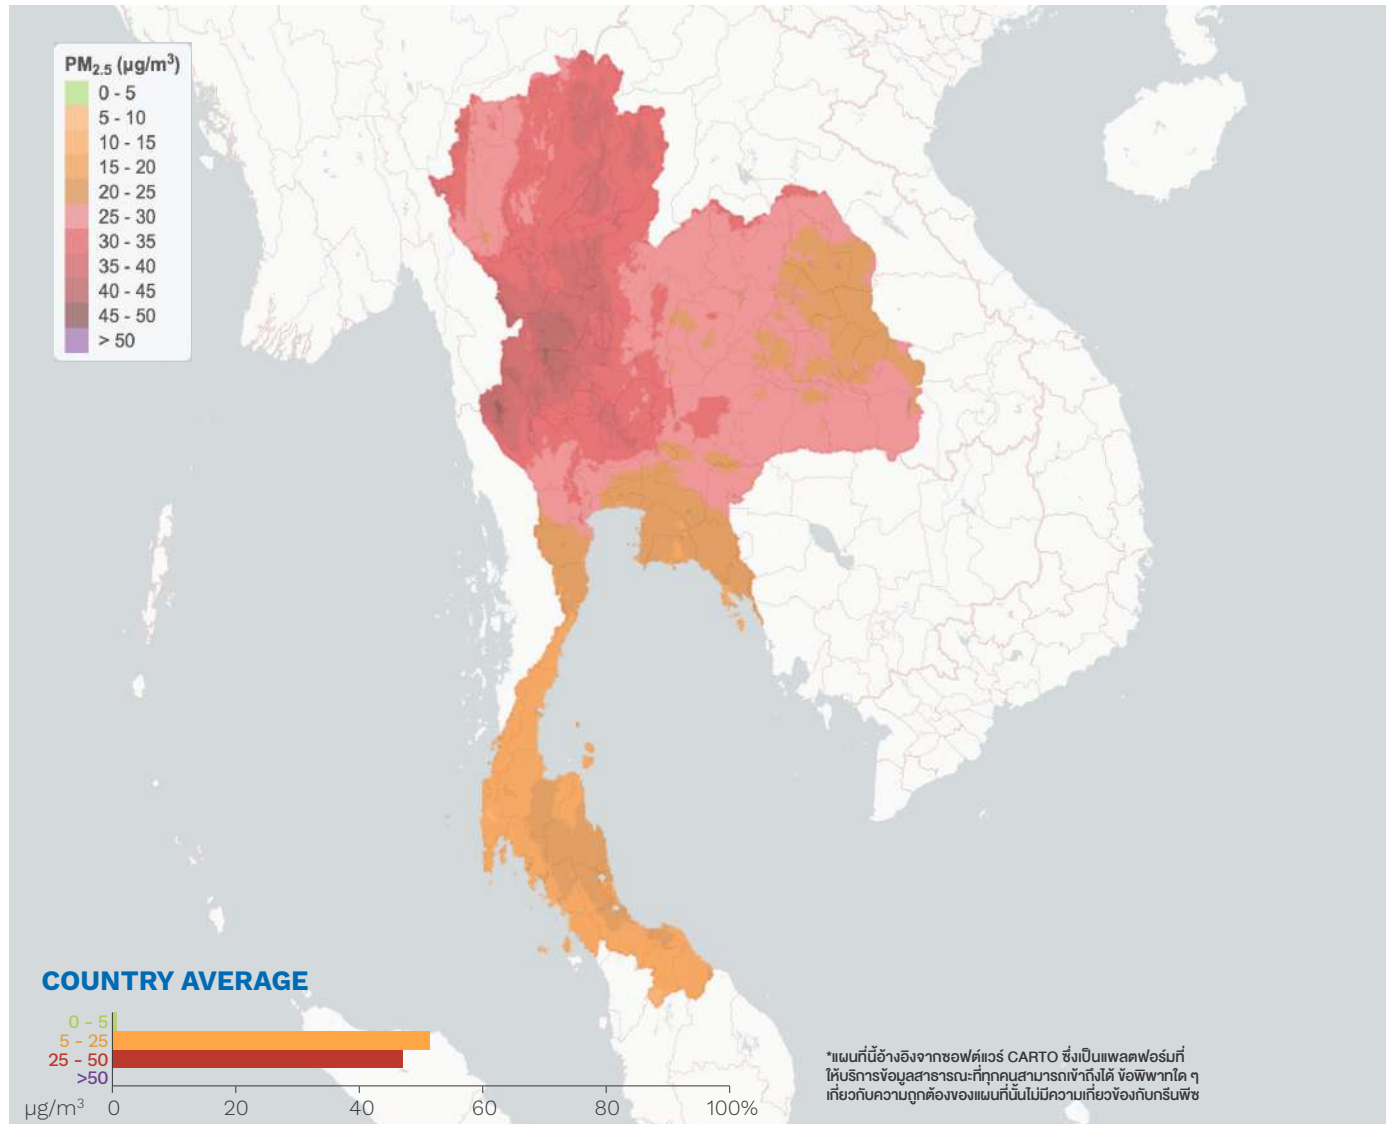 PM2.5 (µg/m³)
0 - 5
5 - 10
10 - 15
15 - 20
20 - 25
25 - 30
30 - 35
35 - 40
40 - 45
45 - 50
> 50
COUNTRY AVERAGE
0 - 5
5 - 25
25 - 50
>50
µg/m³ 0 20 40 60 80 100%
*แผนที่นี้อ้างอิงจากซอฟต์แวร์ CARTO ซึ่งเป็นแพลตฟอร์มที่
ให้บริการข้อมูลสาธารณะที่ทุกคนสามารถเข้าถึงได้ ข้อพิพาทใด ๆ
เกี่ยวกับความถูกต้องของแผนที่นั้นไม่มีความเกี่ยวข้องกับกรีนพีซ